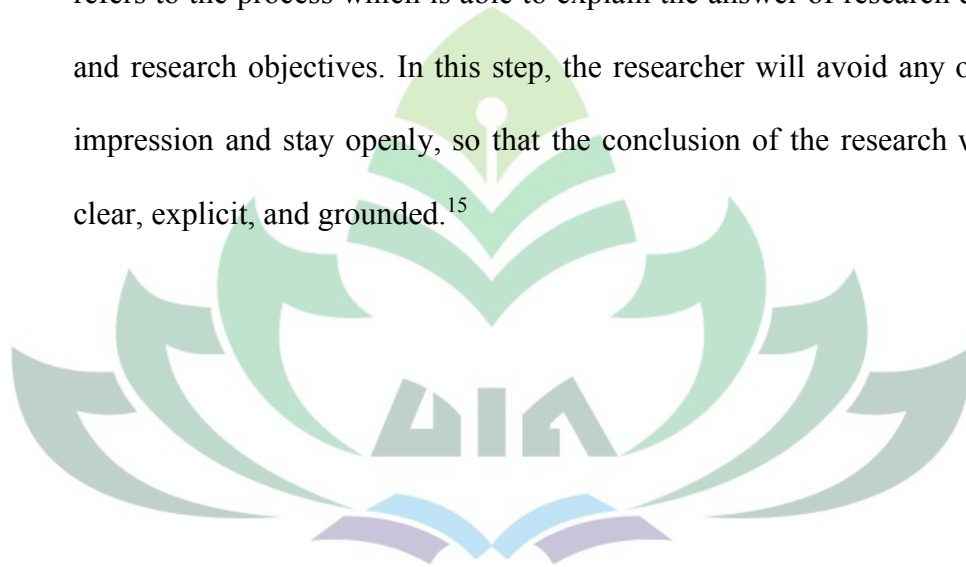 refers to the process which is able to explain the answer of research
and research objectives. In this step, the researcher will avoid any
impression and stay openly, so that the conclusion of the research
clear, explicit, and grounded.15
UIN